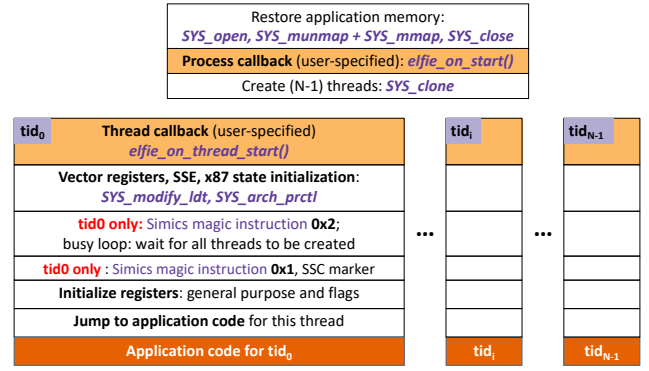 Restore application memory:
SYS_open, SYS_munmap + SYS_mmap, SYS_close
Process callback (user-specified): elfie_on_start()
Create (N-1) threads: SYS_clone
tid0
Thread callback (user-specified)
elfie_on_thread_start()
Vector registers, SSE, x87 state initialization:
SYS_modify_ldt, SYS_arch_prctl
tid0 only: Simics magic instruction 0x2;
busy loop: wait for all threads to be created
tid0 only : Simics magic instruction 0x1, SSC marker
Initialize registers: general purpose and flags
Jump to application code for this thread
Application code for tid0
...
tidi
tidi
...
tidN-1
tidN-1